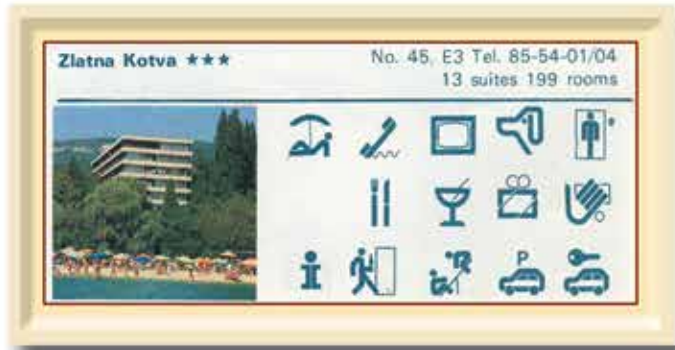 Zlatna Kotva ★★★
No. 45, E3 Tel. 85-54-01/04
13 suites 199 rooms
P